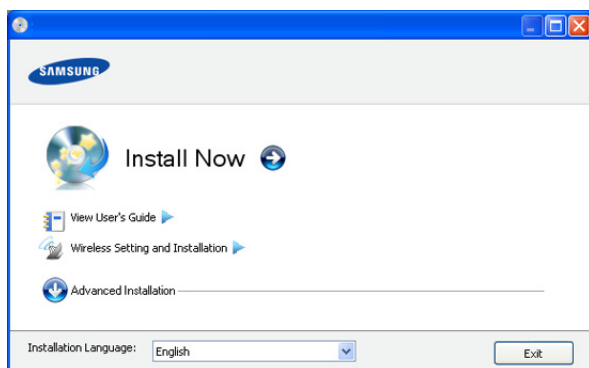 SAMSUNG
Install Now
View User's Guide
Wireless Setting and Installation
Advanced Installation
Installation Language: English
Exit